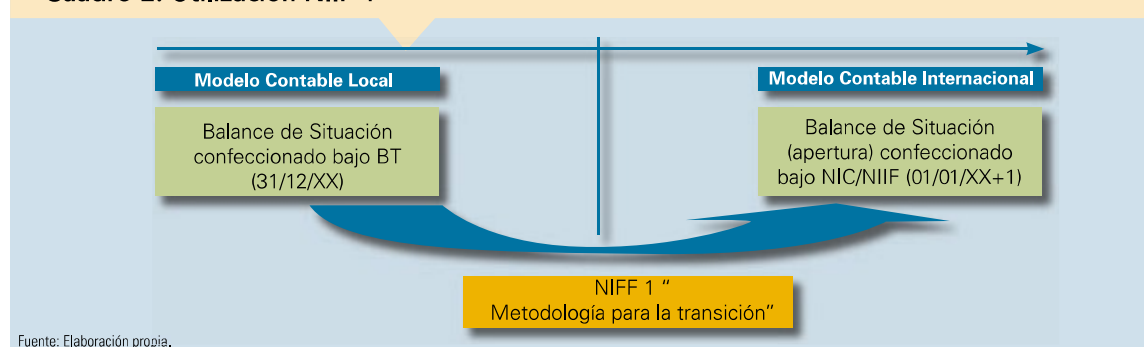 Modelo Contable Local
Balance de Situación
confeccionado bajo BT
(31/12/XX)
Modelo Contable Internacional
Balance de Situación
(apertura) confeccionado
bajo NIC/NIIF (01/01/XX+1)
NIFF 1 “
Metodología para la transición”
Fuente: Elaboración propia.